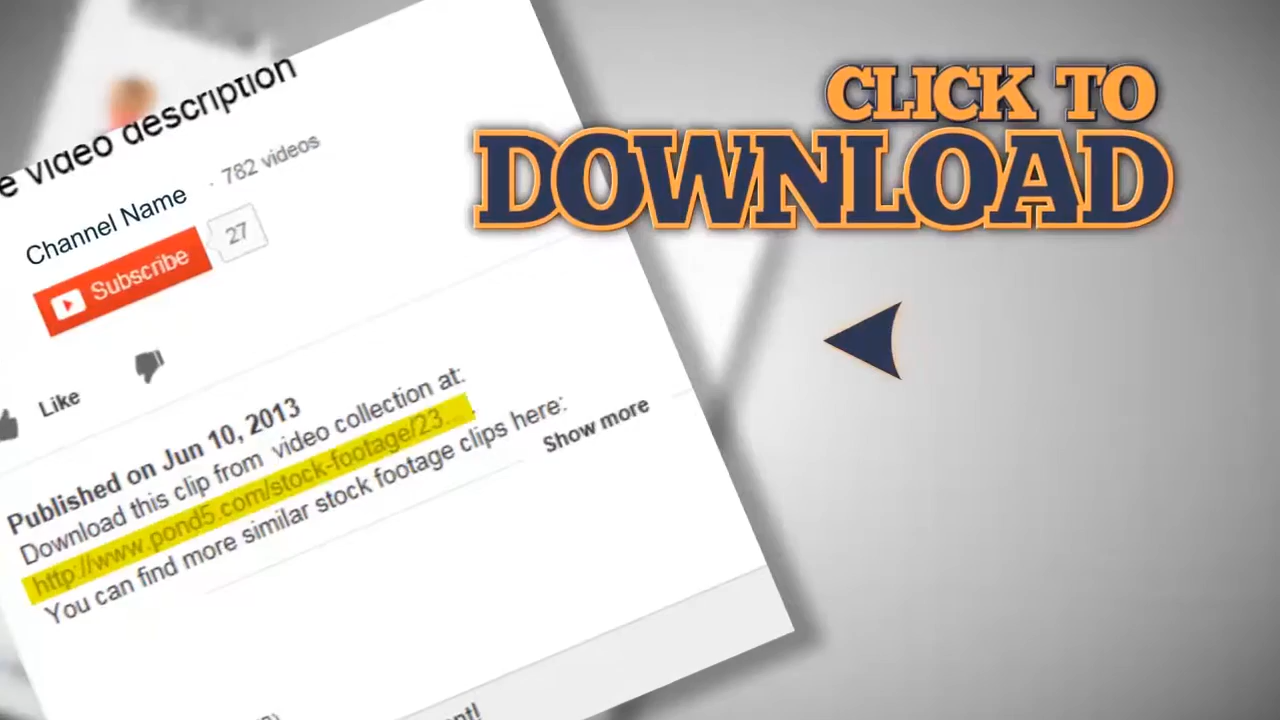 CLICK TO
DOWNLOAD
e video description
Channel Name
· 782 videos
Subscribe
27
Like
Published on Jun 10, 2013
Download this clip from video collection at:
http://www.pond5.com/stock-footage/23... .
You can find more similar stock footage clips here:
Show more